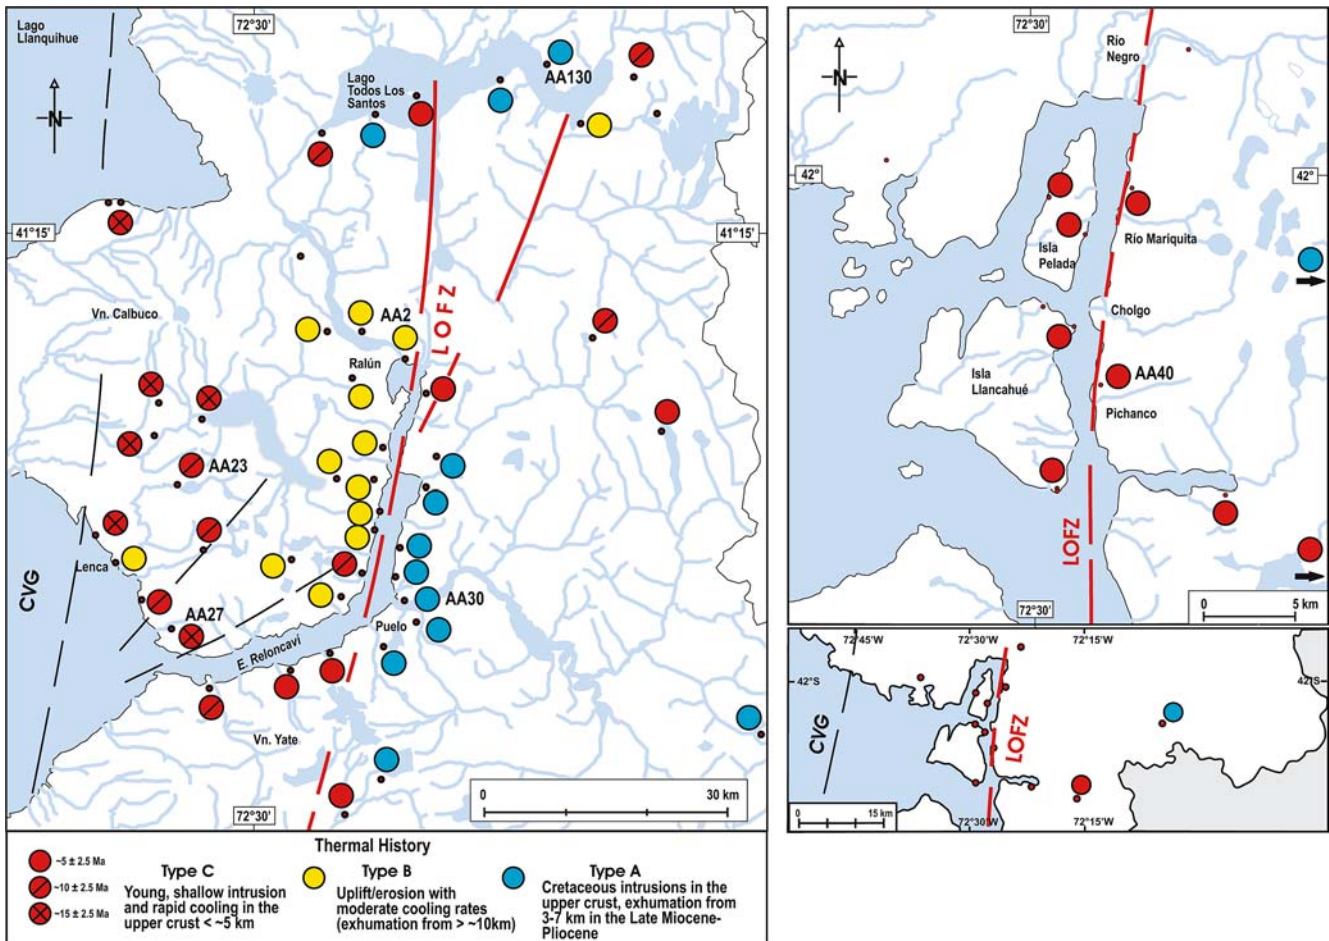 Lago
Llanquihue
72°30'
N
Lago
Todos Los
Santos
AA130
41°15'
41°15'
Vn. Calbuco
AA2
LOFZ
Ralún
AA23
Lenca
CVG
AA27
AA30
Puelo
E. Reloncaví
Vn. Yate
0
30 km
72°30'
Thermal History
~5 ± 2.5 Ma
~10 ± 2.5 Ma
~15 ± 2.5 Ma
Type C
Young, shallow intrusion
and rapid cooling in the
upper crust < ~5 km
Type B
Uplift/erosion with
moderate cooling rates
(exhumation from > ~10km)
Type A
Cretaceous intrusions in the
upper crust, exhumation from
3-7 km in the Late Miocene-
Pliocene
72°30'
Río
Negro
N
42°
42°
Isla
Pelada
Río Mariquita
Cholgo
Isla
Llancahué
AA40
Pichanco
LOFZ
72°30'
0
5 km
72°45'W
72°30'W
72°15'W
42°S
42°S
CVG
LOFZ
0
15 km
72°30'W
72°15'W